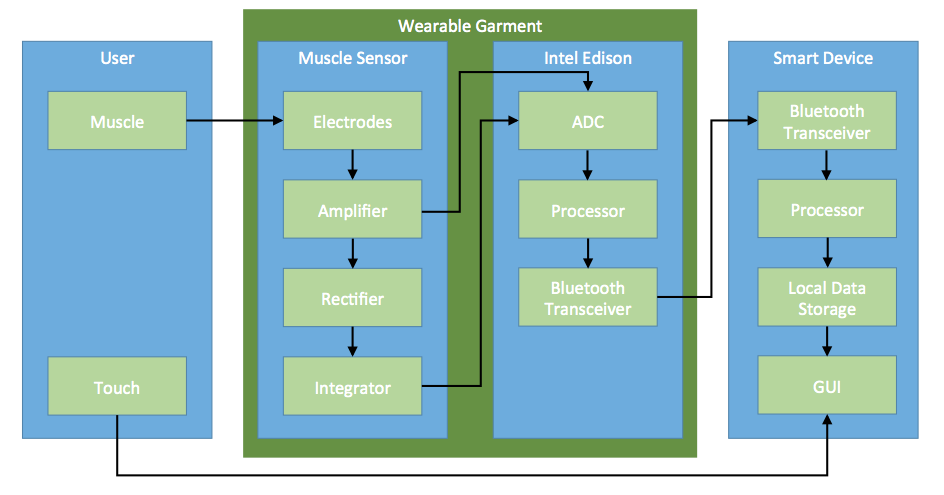 Wearable Garment
User
Muscle
Touch
Muscle Sensor
Electrodes
Amplifier
Rectifier
Integrator
Intel Edison
ADC
Processor
Bluetooth
Transceiver
Smart Device
Bluetooth
Transceiver
Processor
Local Data
Storage
GUI